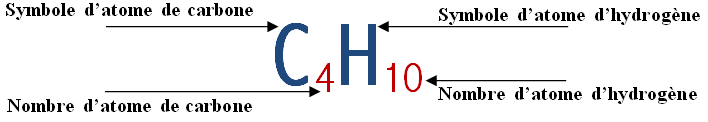 Symbole d'atome de carbone
Symbole d'atome d'hydrogène
C4H10
Nombre d'atome de carbone
Nombre d'atome d'hydrogène